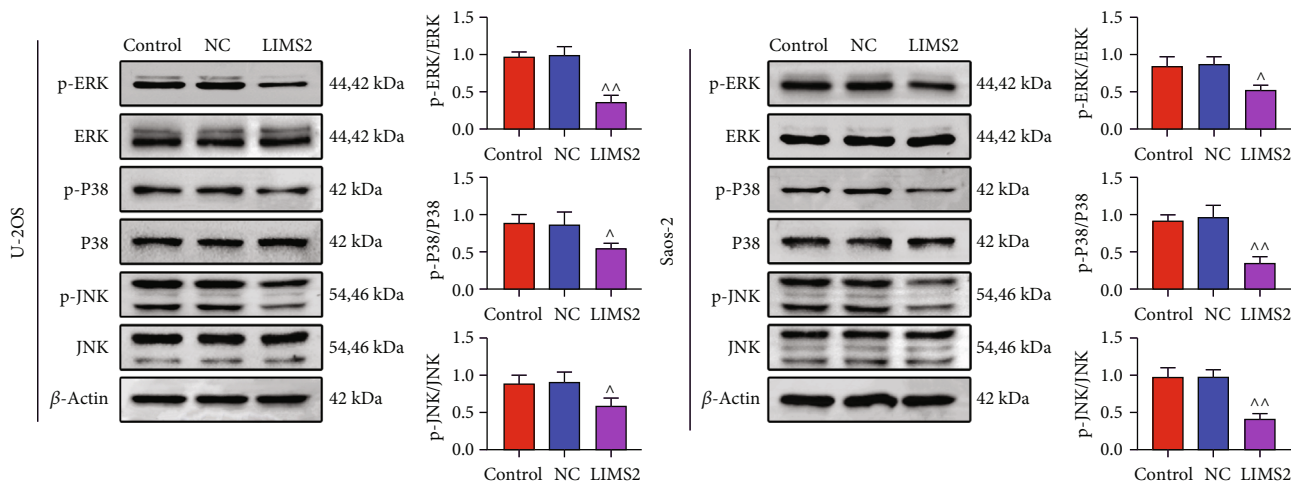 U-2OS
Control NC LIMS2
p-ERK 44,42 kDa
ERK 44,42 kDa
p-P38 42 kDa
P38 42 kDa
p-JNK 54,46 kDa
JNK 54,46 kDa
β-Actin 42 kDa
p-ERK/ERK
1.5
1.0
0.5
0.0
^^
Control NC LIMS2
p-P38/P38
1.5
1.0
0.5
0.0
^
Control NC LIMS2
p-JNK/JNK
1.5
1.0
0.5
0.0
^
Control NC LIMS2
Saos-2
Control NC LIMS2
p-ERK 44,42 kDa
ERK 44,42 kDa
p-P38 42 kDa
P38 42 kDa
p-JNK 54,46 kDa
JNK 54,46 kDa
β-Actin 42 kDa
p-ERK/ERK
1.5
1.0
0.5
0.0
^
Control NC LIMS2
p-P38/P38
1.5
1.0
0.5
0.0
^^
Control NC LIMS2
p-JNK/JNK
1.5
1.0
0.5
0.0
^^
Control NC LIMS2